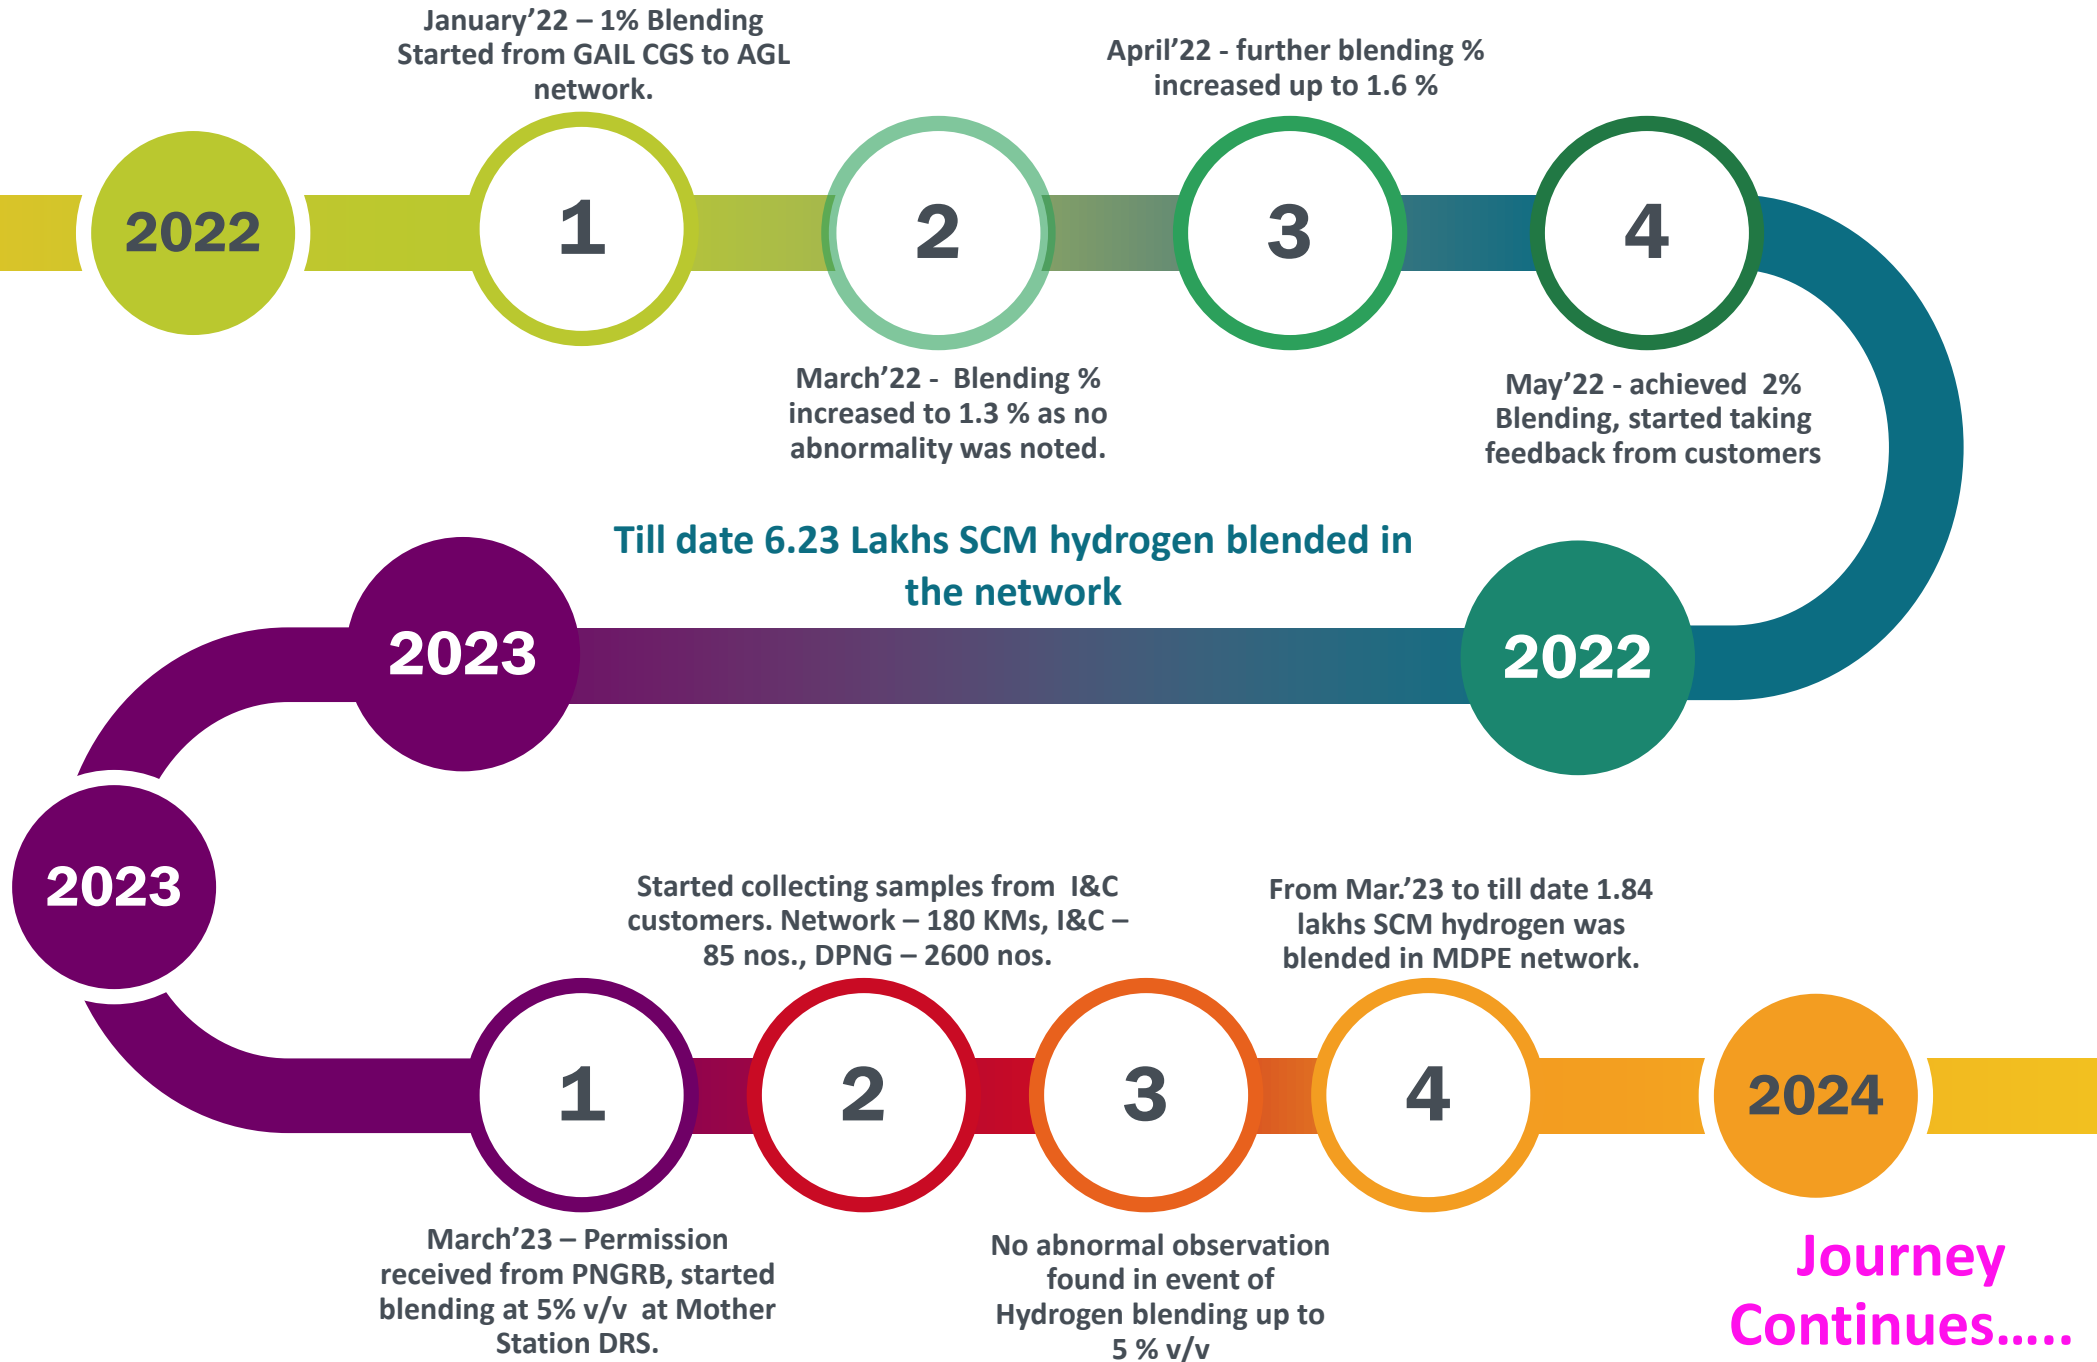 January’22 – 1% Blending
Started from GAIL CGS to AGL
network.
April’22 - further blending %
increased up to 1.6 %
2022
1
2
3
4
March’22 - Blending %
increased to 1.3 % as no
abnormality was noted.
May’22 - achieved 2%
Blending, started taking
feedback from customers
Till date 6.23 Lakhs SCM hydrogen blended in
the network
2023
2022
2023
Started collecting samples from I&C
customers. Network – 180 KMs, I&C –
85 nos., DPNG – 2600 nos.
From Mar.’23 to till date 1.84
lakhs SCM hydrogen was
blended in MDPE network.
1
2
3
4
2024
March’23 – Permission
received from PNGRB, started
blending at 5% v/v at Mother
Station DRS.
No abnormal observation
found in event of
Hydrogen blending up to
5 % v/v
Journey
Continues…..